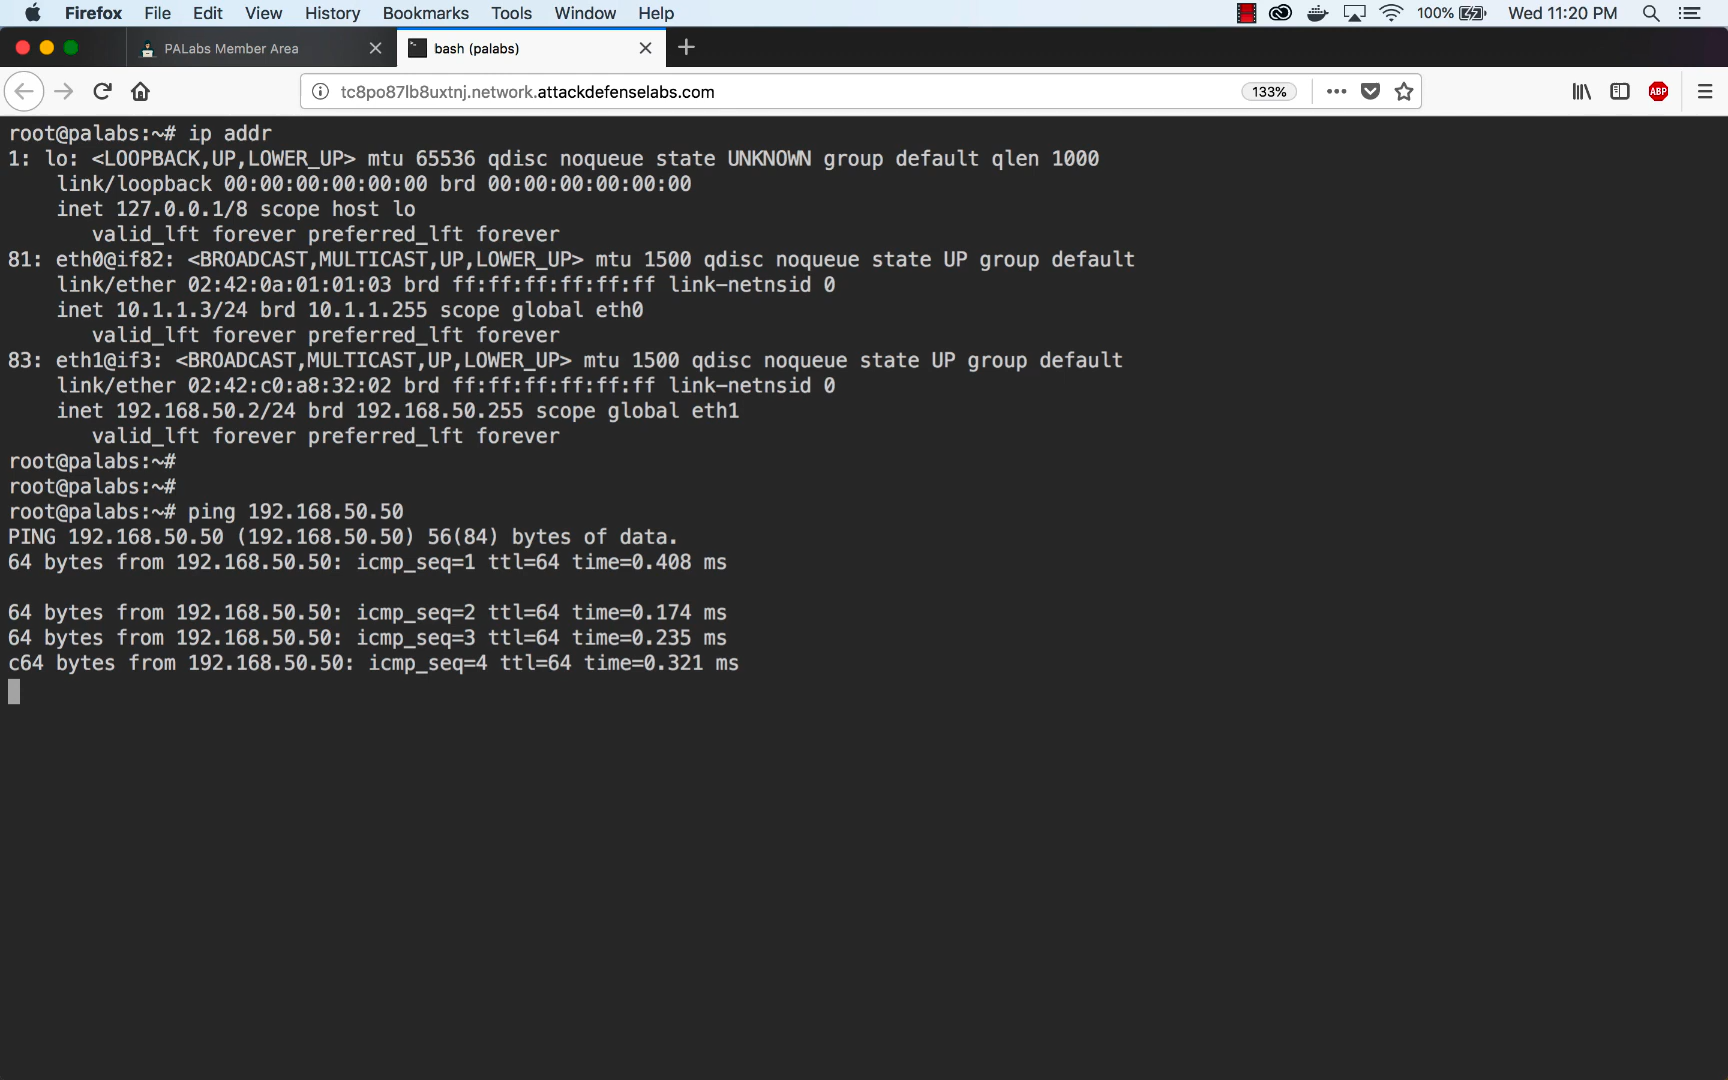 Firefox File Edit View History Bookmarks Tools Window Help 100% Wed 11:20 PM
PALabs Member Area bash (palabs)
tc8po87lb8uxtnj.network.attackdefenselabs.com 133% ABP
root@palabs:~# ip addr
1: lo: <LOOPBACK,UP,LOWER_UP> mtu 65536 qdisc noqueue state UNKNOWN group default qlen 1000
    link/loopback 00:00:00:00:00:00 brd 00:00:00:00:00:00
    inet 127.0.0.1/8 scope host lo
       valid_lft forever preferred_lft forever
81: eth0@if82: <BROADCAST,MULTICAST,UP,LOWER_UP> mtu 1500 qdisc noqueue state UP group default
    link/ether 02:42:0a:01:01:03 brd ff:ff:ff:ff:ff:ff link-netnsid 0
    inet 10.1.1.3/24 brd 10.1.1.255 scope global eth0
       valid_lft forever preferred_lft forever
83: eth1@if3: <BROADCAST,MULTICAST,UP,LOWER_UP> mtu 1500 qdisc noqueue state UP group default
    link/ether 02:42:c0:a8:32:02 brd ff:ff:ff:ff:ff:ff link-netnsid 0
    inet 192.168.50.2/24 brd 192.168.50.255 scope global eth1
       valid_lft forever preferred_lft forever
root@palabs:~#
root@palabs:~#
root@palabs:~# ping 192.168.50.50
PING 192.168.50.50 (192.168.50.50) 56(84) bytes of data.
64 bytes from 192.168.50.50: icmp_seq=1 ttl=64 time=0.408 ms
64 bytes from 192.168.50.50: icmp_seq=2 ttl=64 time=0.174 ms
64 bytes from 192.168.50.50: icmp_seq=3 ttl=64 time=0.235 ms
c64 bytes from 192.168.50.50: icmp_seq=4 ttl=64 time=0.321 ms